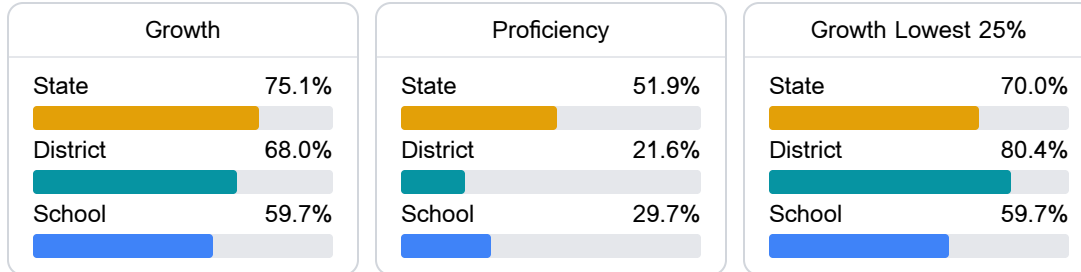 Growth
State 75.1%
District 68.0%
School 59.7%
Proficiency
State 51.9%
District 21.6%
School 29.7%
Growth Lowest 25%
State 70.0%
District 80.4%
School 59.7%